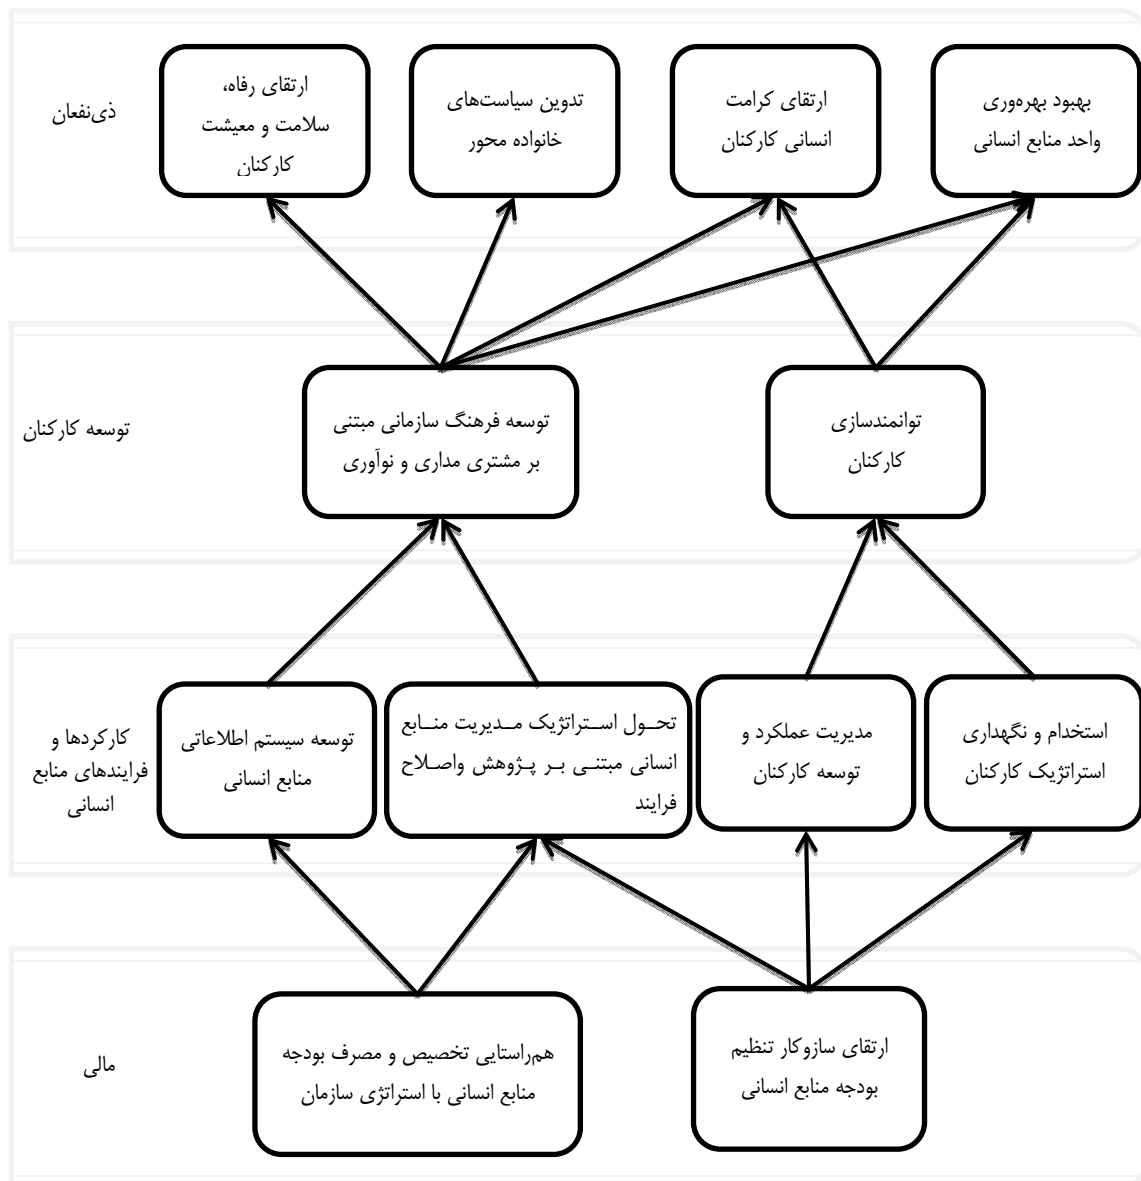 ذی‌نفعان
بهبود بهره‌وری
واحد منابع انسانی
ارتقای کرامت
انسانی کارکنان
تدوین سیاست‌های
خانواده محور
ارتقای رفاه،
سلامت و معیشت
کارکنان
توسعه کارکنان
توانمندسازی
کارکنان
توسعه فرهنگ سازمانی مبتنی
بر مشتری مداری و نوآوری
کارکردها و
فرایندهای منابع
انسانی
استخدام و نگهداری
استراتژیک کارکنان
مدیریت عملکرد و
توسعه کارکنان
تحـول اسـتراتژیک مـدیریت منـابع
انسانی مبتنـی بـر پـژوهش واصـلاح
فرایند
توسعه سیستم اطلاعاتی
منابع انسانی
مالی
ارتقای سازوکار تنظیم
بودجه منابع انسانی
هم‌راستایی تخصیص و مصرف بودجه
منابع انسانی با استراتژی سازمان